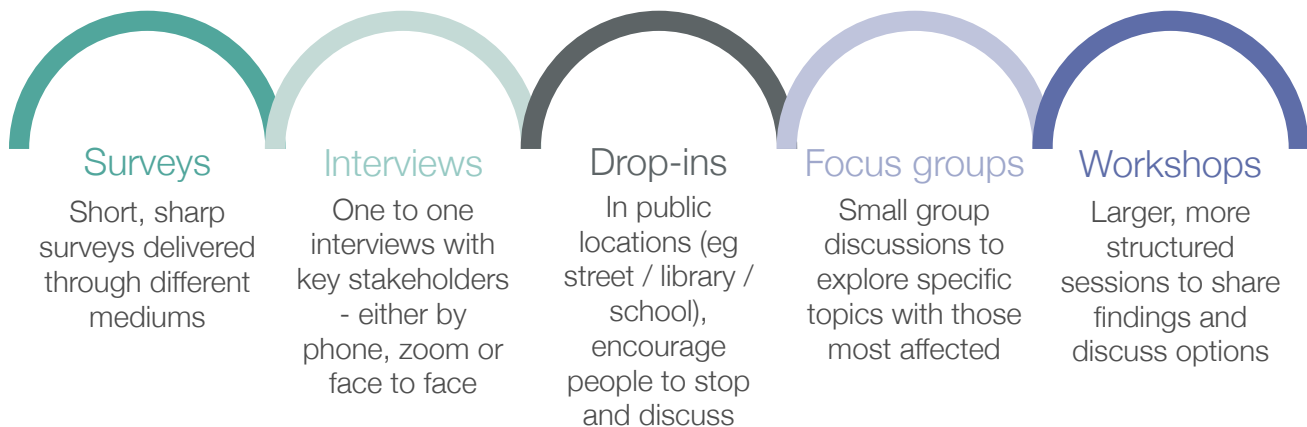 Surveys
Short, sharp
surveys delivered
through different
mediums
Interviews
One to one
interviews with
key stakeholders
- either by
phone, zoom or
face to face
Drop-ins
In public
locations (eg
street / library /
school),
encourage
people to stop
and discuss
Focus groups
Small group
discussions to
explore specific
topics with those
most affected
Workshops
Larger, more
structured
sessions to share
findings and
discuss options